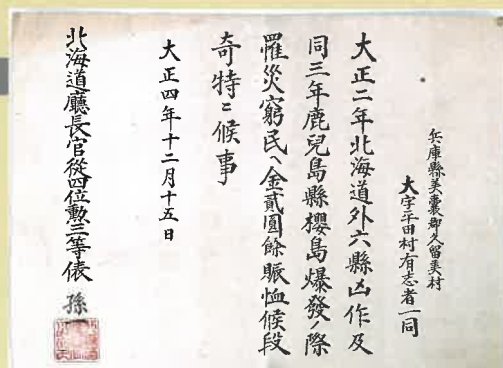 兵庫縣美嚢郡久留美村
大字平田村有志者一同
大正二年北海道外六縣凶作及
同三年鹿兒島縣櫻島爆發ノ際
罹災窮民ヘ金貳圓餘賑恤候段
奇特ニ候事
大正四年十二月十五日
北海道廳長官從四位勳三等俵孫